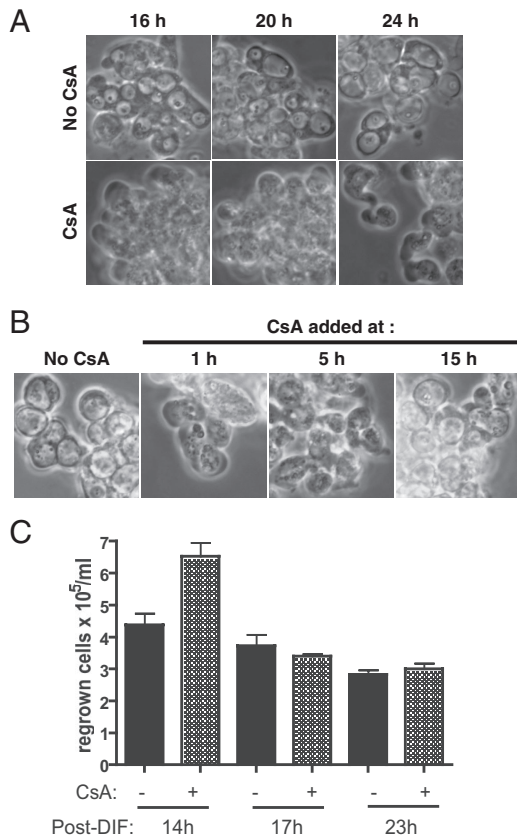 A
16 h 20 h 24 h
No CsA
CsA
B
CsA added at :
No CsA 1 h 5 h 15 h
C
regrown cells x 10⁵/ml
7
6
5
4
3
2
1
0
CsA: - + - + - +
Post-DIF: 14h 17h 23h